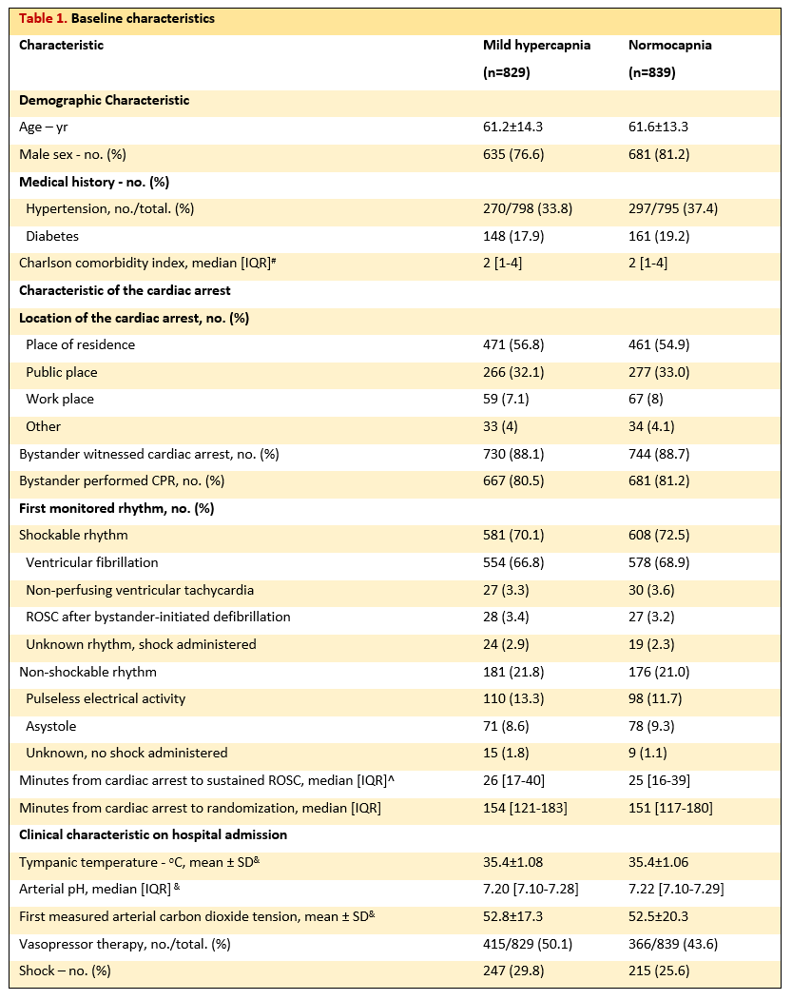 Table 1. Baseline characteristics
Characteristic Mild hypercapnia Normocapnia
(n=829) (n=839)
Demographic Characteristic
Age – yr 61.2±14.3 61.6±13.3
Male sex - no. (%) 635 (76.6) 681 (81.2)
Medical history - no. (%)
Hypertension, no./total. (%) 270/798 (33.8) 297/795 (37.4)
Diabetes 148 (17.9) 161 (19.2)
Charlson comorbidity index, median [IQR]# 2 [1-4] 2 [1-4]
Characteristic of the cardiac arrest
Location of the cardiac arrest, no. (%)
Place of residence 471 (56.8) 461 (54.9)
Public place 266 (32.1) 277 (33.0)
Work place 59 (7.1) 67 (8)
Other 33 (4) 34 (4.1)
Bystander witnessed cardiac arrest, no. (%) 730 (88.1) 744 (88.7)
Bystander performed CPR, no. (%) 667 (80.5) 681 (81.2)
First monitored rhythm, no. (%)
Shockable rhythm 581 (70.1) 608 (72.5)
Ventricular fibrillation 554 (66.8) 578 (68.9)
Non-perfusing ventricular tachycardia 27 (3.3) 30 (3.6)
ROSC after bystander-initiated defibrillation 28 (3.4) 27 (3.2)
Unknown rhythm, shock administered 24 (2.9) 19 (2.3)
Non-shockable rhythm 181 (21.8) 176 (21.0)
Pulseless electrical activity 110 (13.3) 98 (11.7)
Asystole 71 (8.6) 78 (9.3)
Unknown, no shock administered 15 (1.8) 9 (1.1)
Minutes from cardiac arrest to sustained ROSC, median [IQR]^ 26 [17-40] 25 [16-39]
Minutes from cardiac arrest to randomization, median [IQR] 154 [121-183] 151 [117-180]
Clinical characteristic on hospital admission
Tympanic temperature - oC, mean ± SD& 35.4±1.08 35.4±1.06
Arterial pH, median [IQR] & 7.20 [7.10-7.28] 7.22 [7.10-7.29]
First measured arterial carbon dioxide tension, mean ± SD& 52.8±17.3 52.5±20.3
Vasopressor therapy, no./total. (%) 415/829 (50.1) 366/839 (43.6)
Shock – no. (%) 247 (29.8) 215 (25.6)